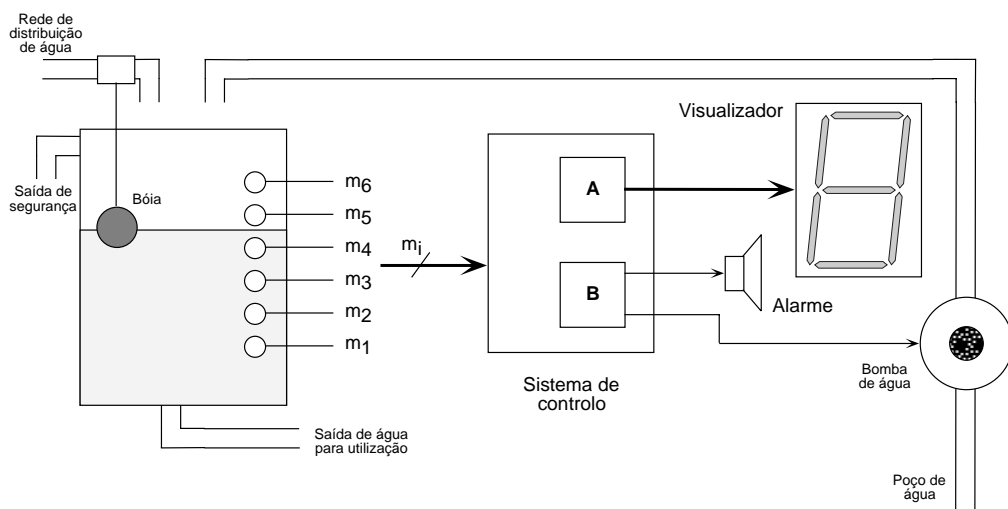 Rede de
distribuição
de água
Visualizador
Saída de
segurança
Bóia
m6
m5
m4
m3
m2
m1
mi
A
B
Alarme
Sistema de
controlo
Bomba
de água
Saída de água
para utilização
Poço de
água